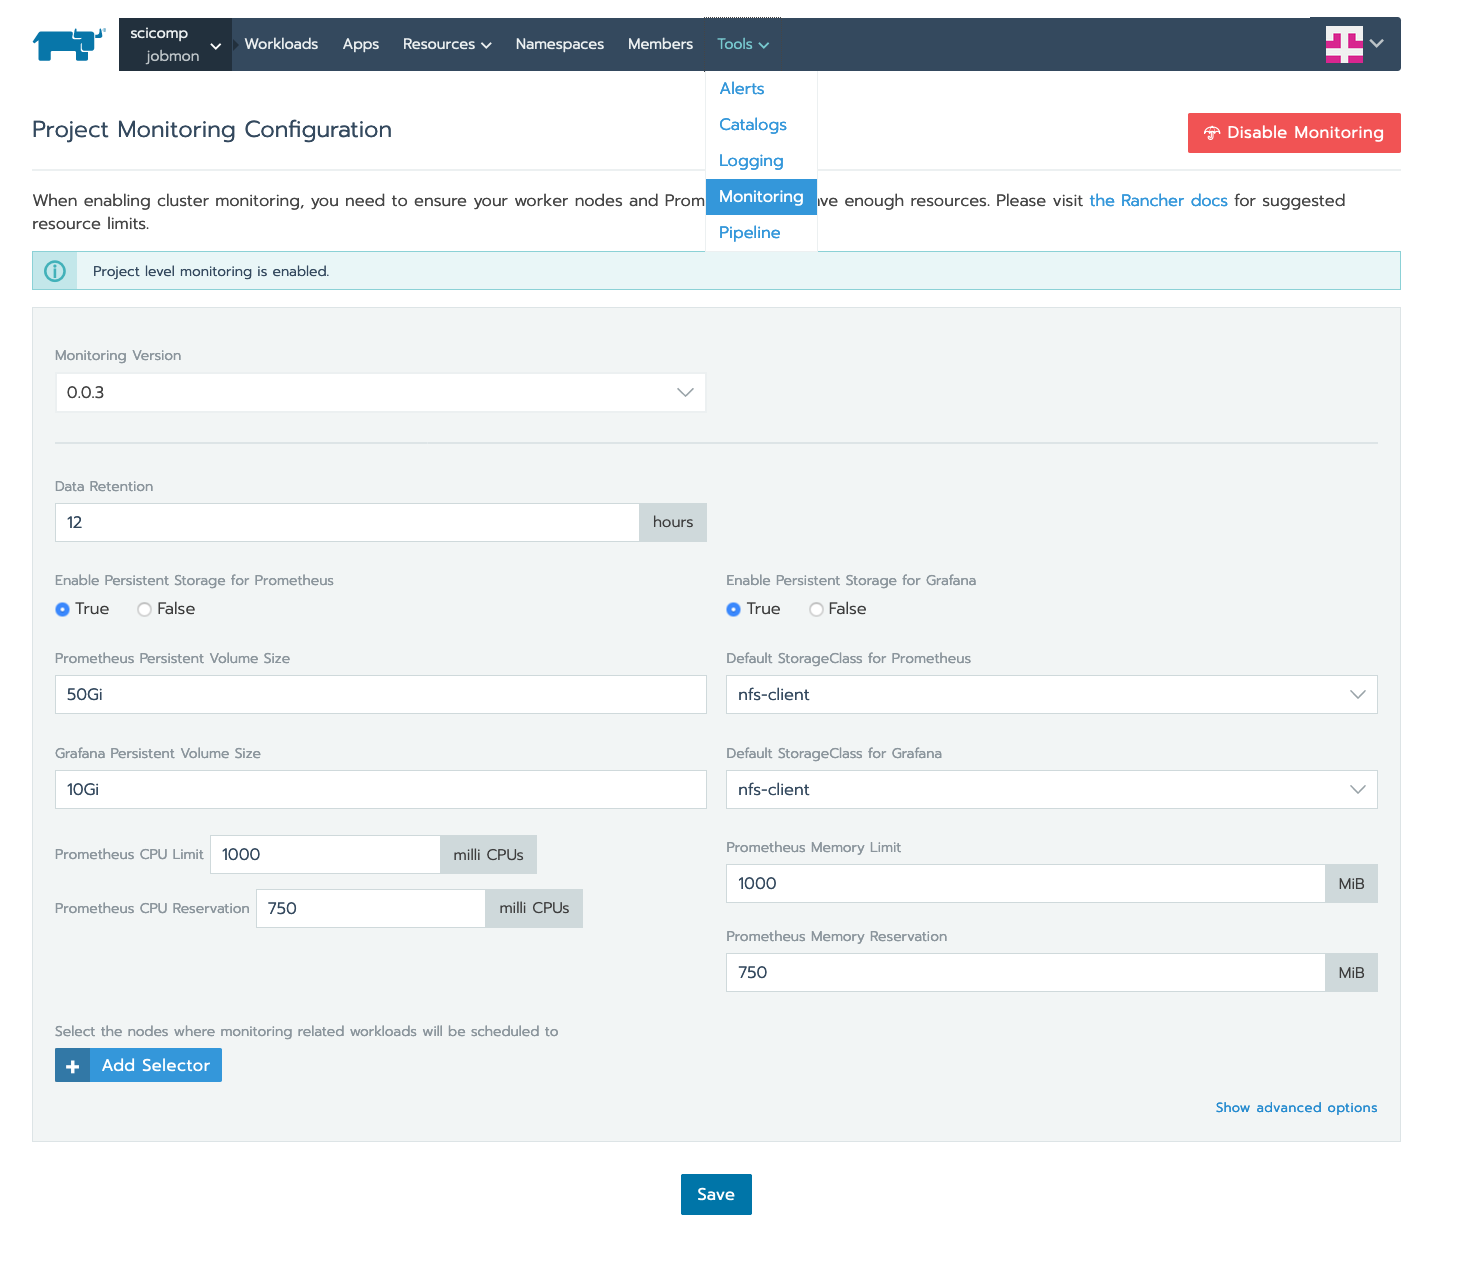 scicomp
jobmon
Workloads Apps Resources Namespaces Members Tools
Alerts
Catalogs
Logging
Monitoring
Pipeline
Project Monitoring Configuration
Disable Monitoring
When enabling cluster monitoring, you need to ensure your worker nodes and Prom ve enough resources. Please visit the Rancher docs for suggested
resource limits.
Project level monitoring is enabled.
Monitoring Version
0.0.3
Data Retention
12 hours
Enable Persistent Storage for Prometheus Enable Persistent Storage for Grafana
True False True False
Prometheus Persistent Volume Size Default StorageClass for Prometheus
50Gi nfs-client
Grafana Persistent Volume Size Default StorageClass for Grafana
10Gi nfs-client
Prometheus CPU Limit 1000 milli CPUs
Prometheus Memory Limit
1000 MiB
Prometheus CPU Reservation 750 milli CPUs
Prometheus Memory Reservation
750 MiB
Select the nodes where monitoring related workloads will be scheduled to
Add Selector
Show advanced options
Save